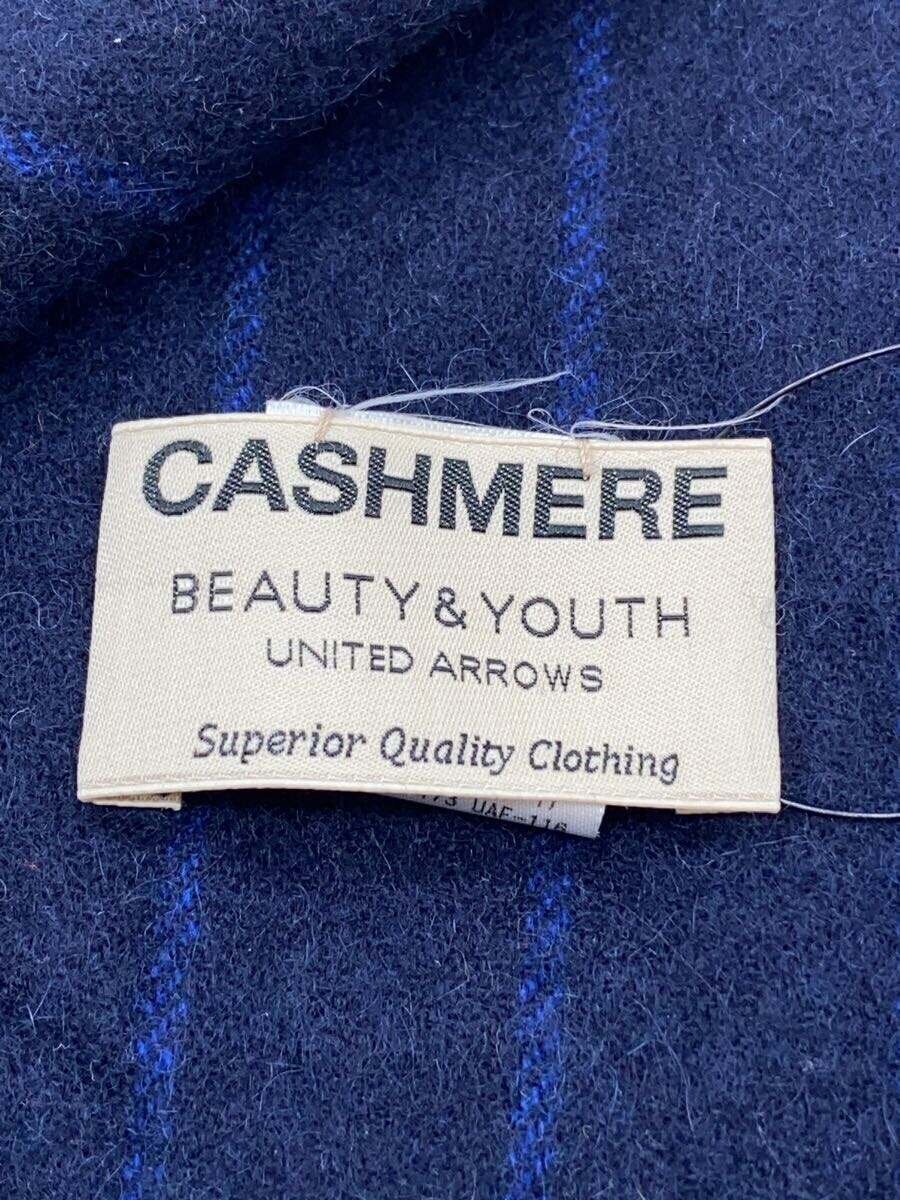 CASHMERE
BEAUTY & YOUTH
UNITED ARROWS
Superior Quality Clothing